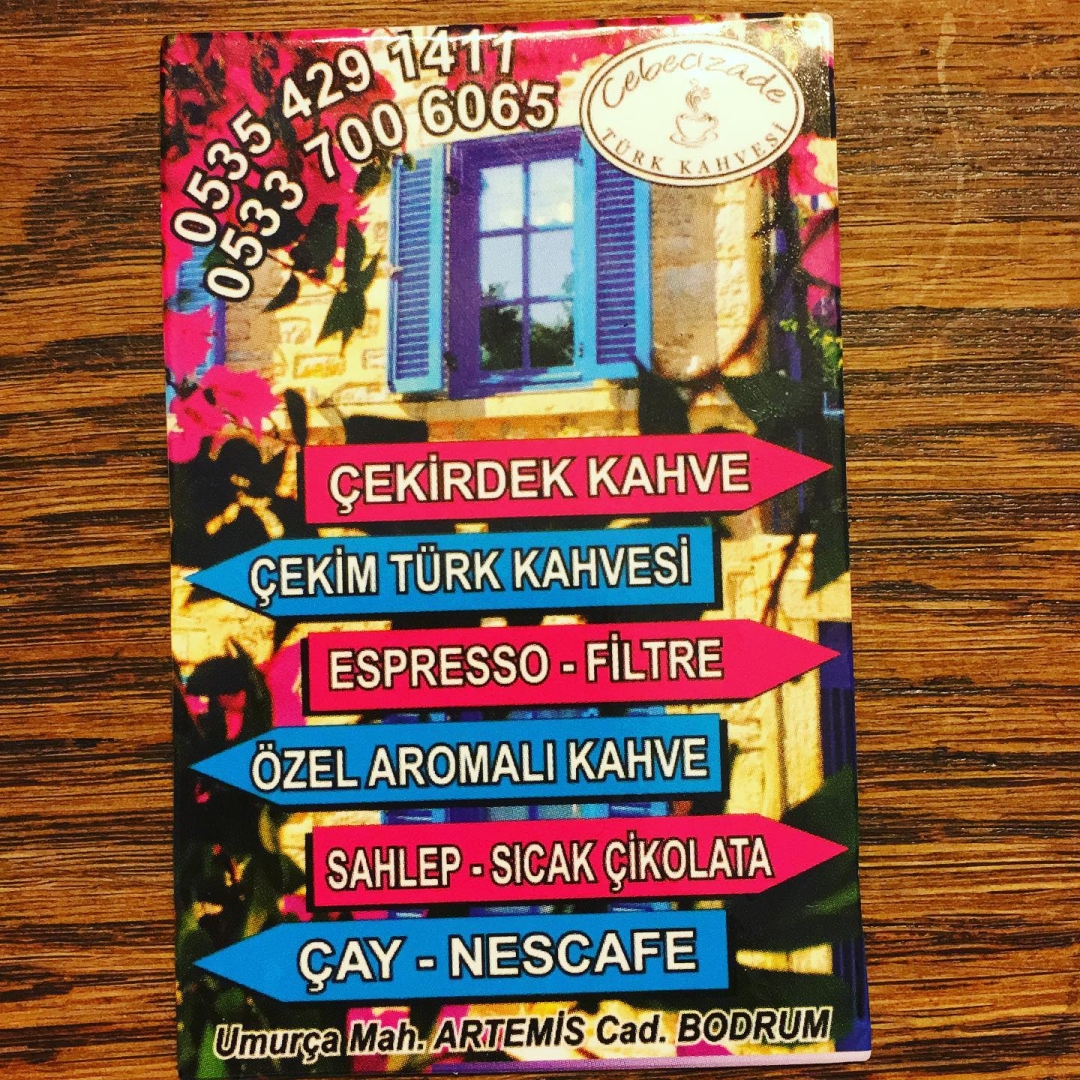 0535 429 1411
0533 700 6065
Cebecizade
TÜRK KAHVESİ
ÇEKİRDEK KAHVE
ÇEKİM TÜRK KAHVESİ
ESPRESSO - FİLTRE
ÖZEL AROMALI KAHVE
SAHLEP - SICAK ÇİKOLATA
ÇAY - NESCAFE
Umurça Mah. ARTEMİS Cad. BODRUM